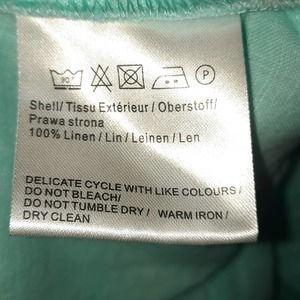 P
Shell/ Tissu Extérieur / Oberstoff/
Prawa strona
100% Linen / Lin / Leinen / Len
DELICATE CYCLE WITH LIKE COLOURS /
DO NOT BLEACH/
DO NOT TUMBLE DRY / WARM IRON /
DRY CLEAN